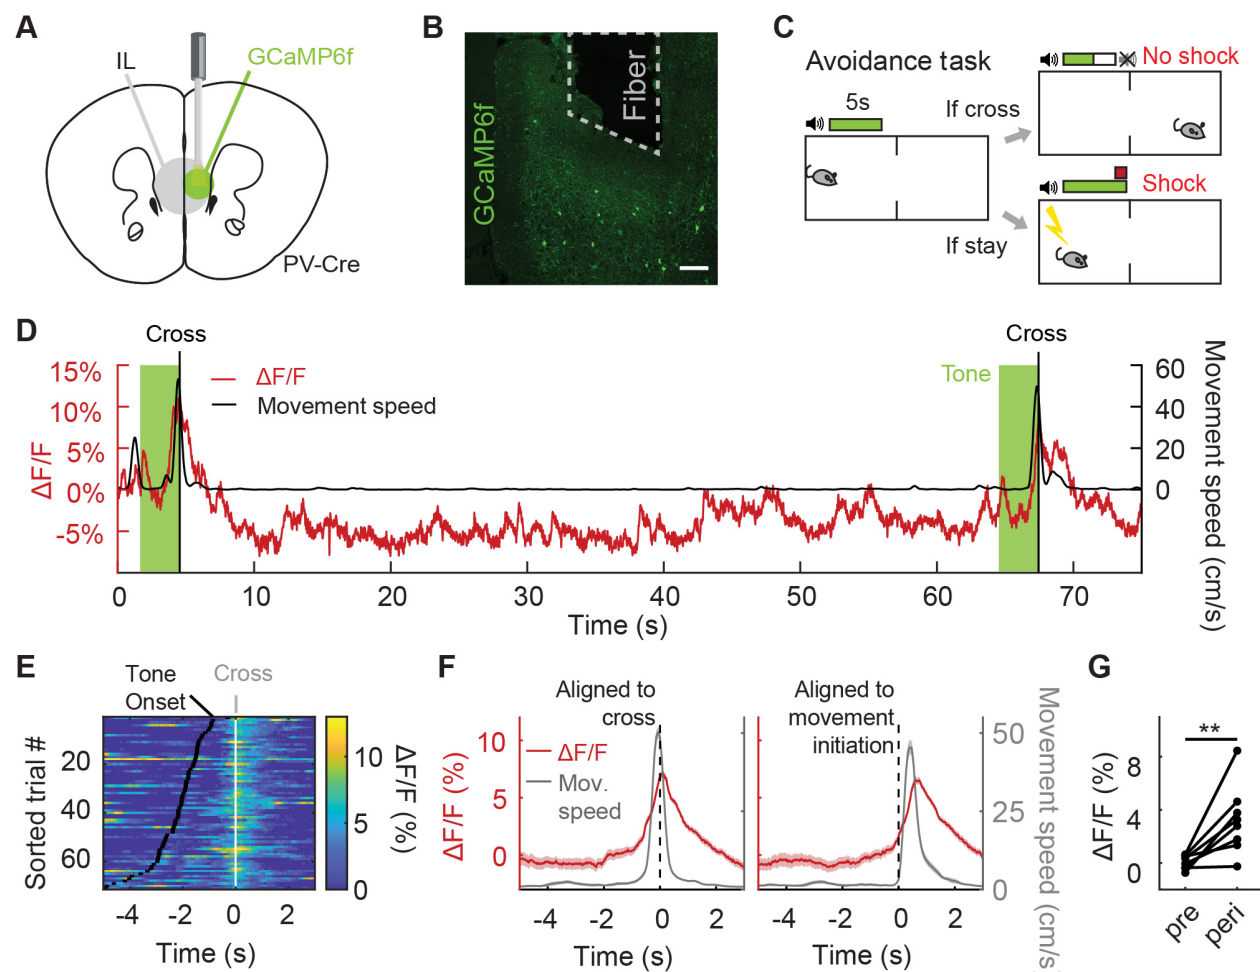 A
IL
GCaMP6f
PV-Cre
B
GCaMP6f
Fiber
C
Avoidance task
5s
If cross
If stay
No shock
Shock
D
Cross
Cross
Tone
ΔF/F
Movement speed
15%
10%
5%
0%
-5%
ΔF/F
60
40
20
0
Movement speed (cm/s)
0
10
20
30
40
50
60
70
Time (s)
E
Tone
Onset
Cross
Sorted trial #
20
40
60
-4
-2
0
2
Time (s)
10
5
0
ΔF/F (%)
F
Aligned to
cross
ΔF/F
Mov.
speed
10
5
0
ΔF/F (%)
-4
-2
0
2
Time (s)
Aligned to
movement
initiation
-4
-2
0
2
Time (s)
50
25
0
Movement speed (cm/s)
G
**
8
4
0
ΔF/F (%)
pre
peri